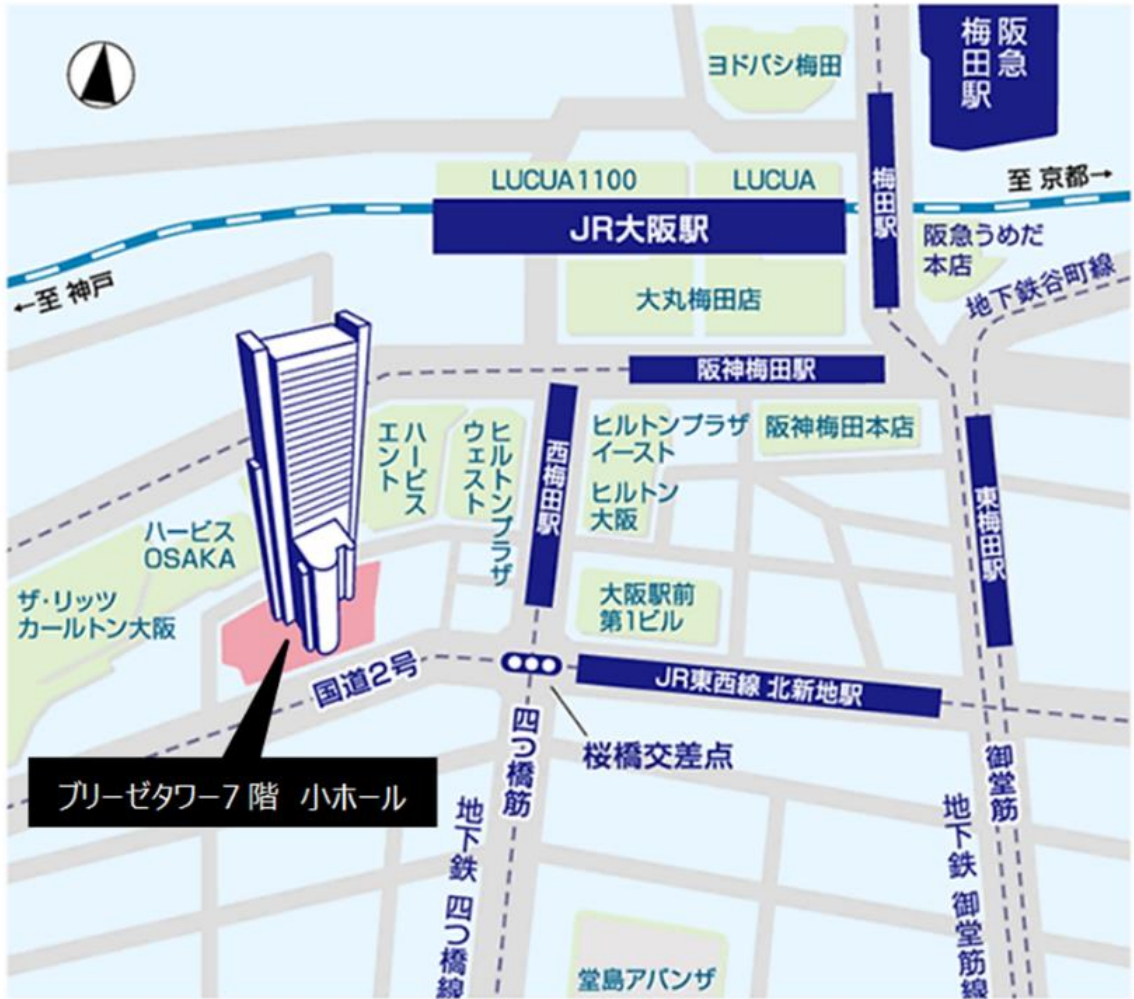 ヨドバシ梅田
阪急
梅田駅
LUCUA1100
LUCUA
梅田駅
至 京都→
JR大阪駅
阪急うめだ
本店
←至 神戸
大丸梅田店
地下鉄谷町線
阪神梅田駅
ハービス
エント
ヒルトンプラザ
ウェスト
西梅田駅
ヒルトンプラザ
イースト
ヒルトン
大阪
阪神梅田本店
東梅田駅
ハービス
OSAKA
ザ・リッツ
カールトン大阪
大阪駅前
第1ビル
国道2号
JR東西線 北新地駅
桜橋交差点
ブリーゼタワー7 階 小ホール
四つ橋筋
地下鉄 四つ橋線
御堂筋
地下鉄 御堂筋線
堂島アバンザ